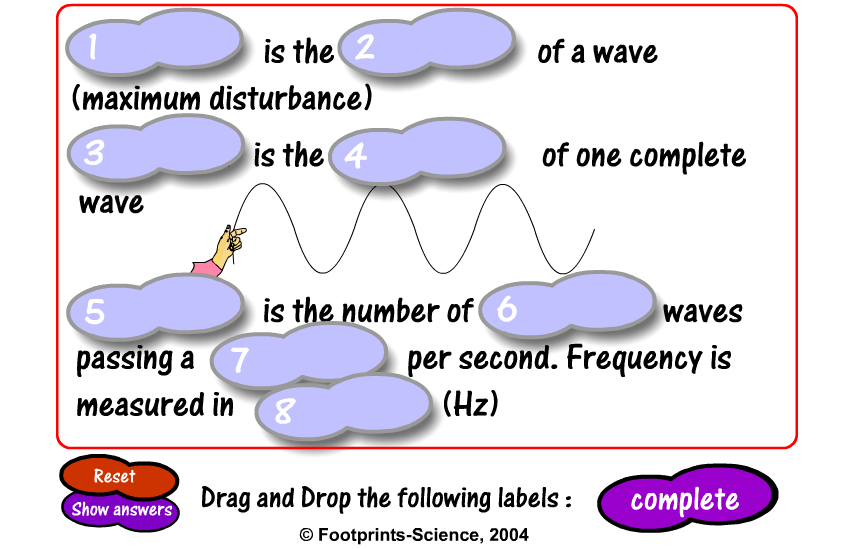 1 is the 2 of a wave
(maximum disturbance)
3 is the 4 of one complete
wave
5 is the number of 6 waves
passing a 7 per second. Frequency is
measured in 8 (Hz)
Reset
Show answers
Drag and Drop the following labels :
complete
© Footprints-Science, 2004